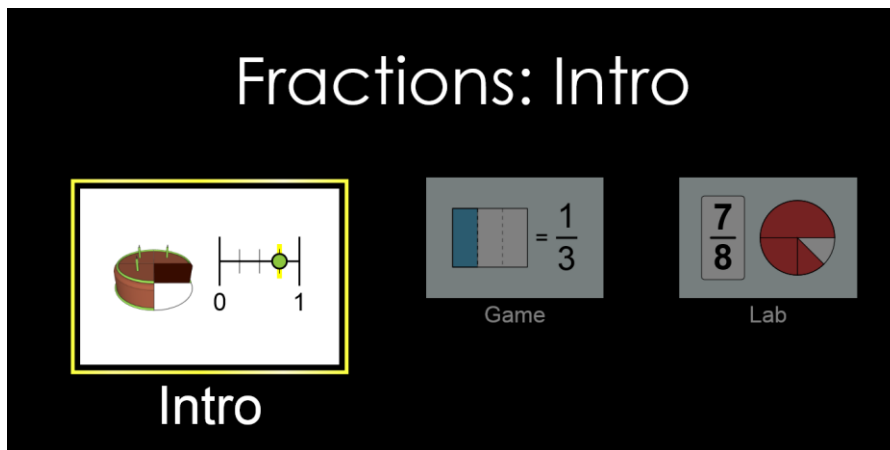 Fractions: Intro
0 1
Intro
= 1/3
Game
7/8
Lab